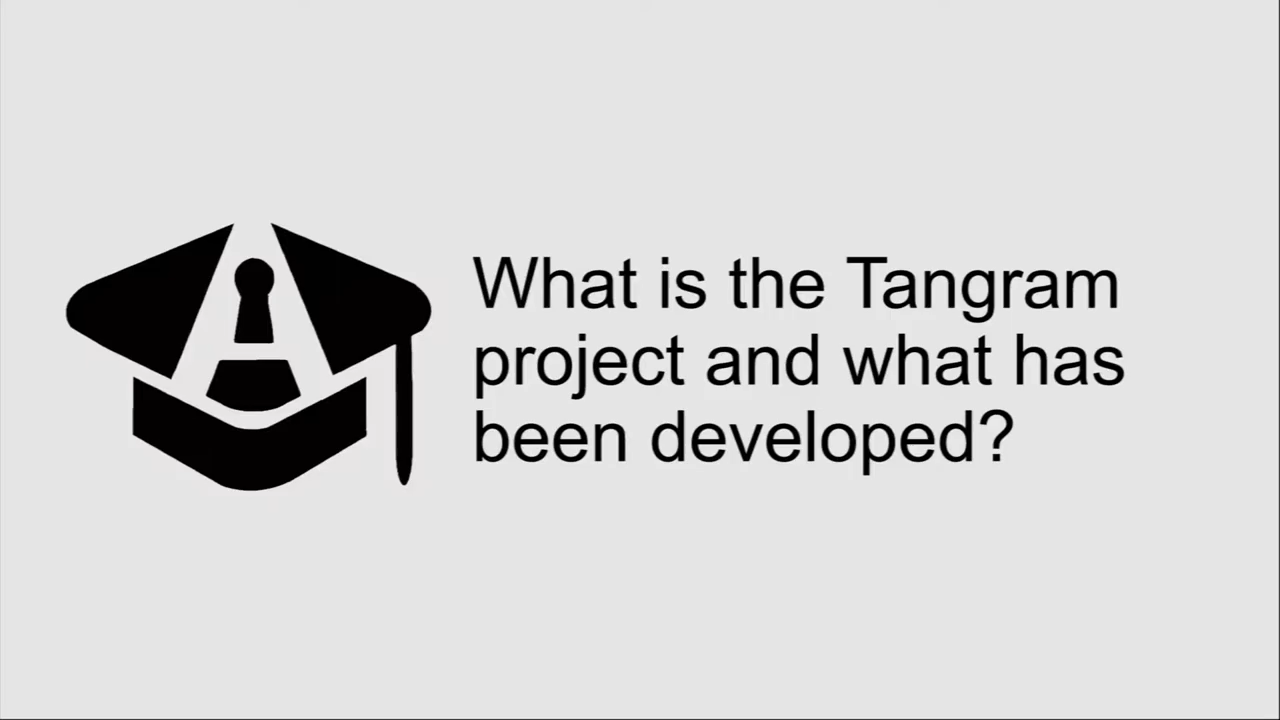 What is the Tangram
project and what has
been developed?